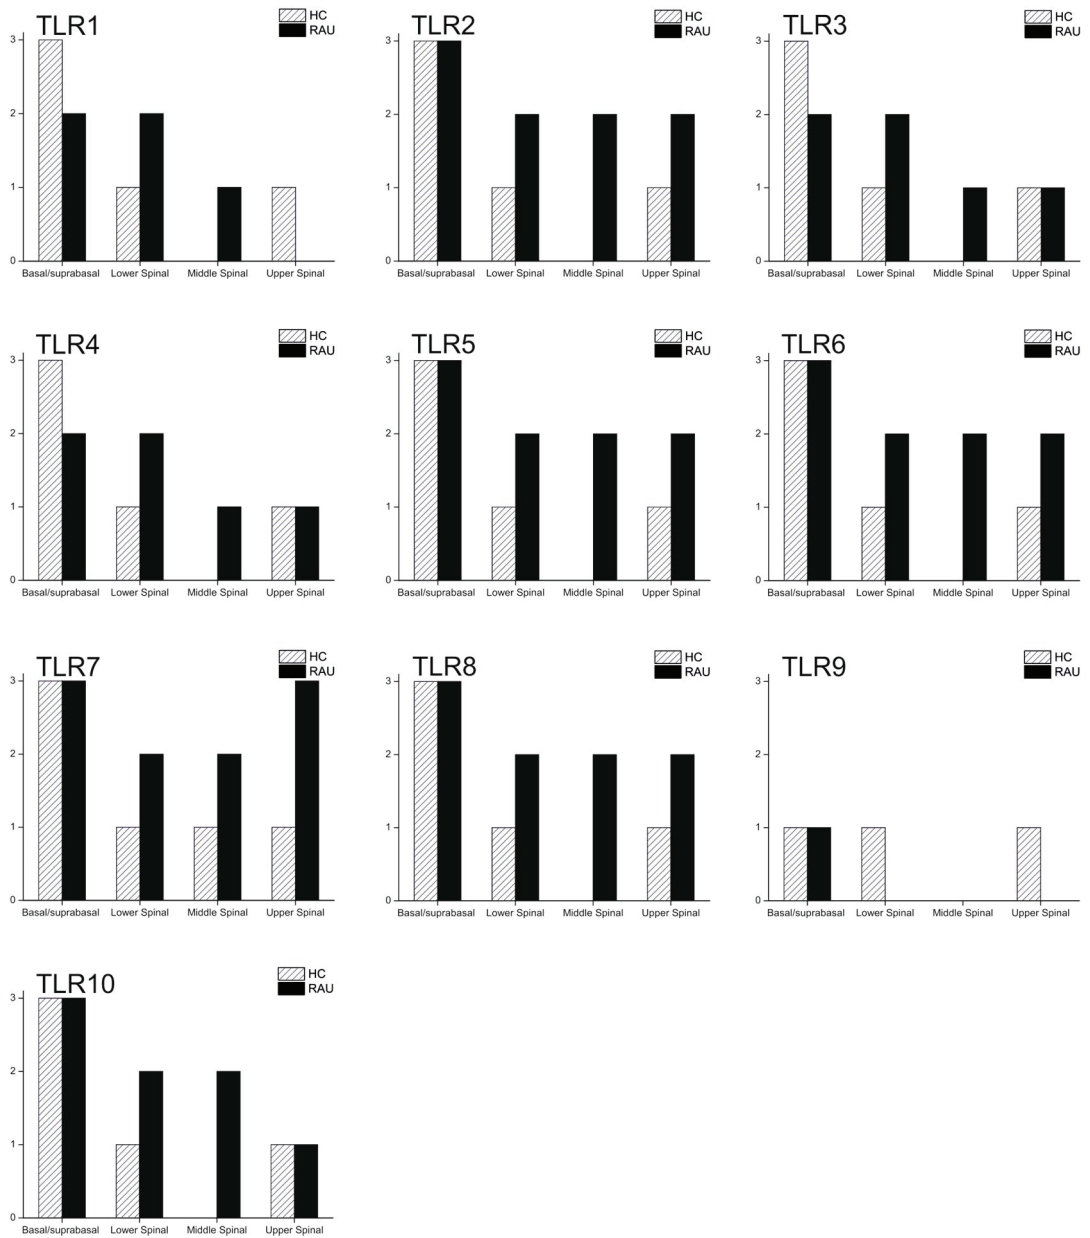 TLR1
HC
RAU
3
2
1
0
Basal/suprabasal Lower Spinal Middle Spinal Upper Spinal
TLR2
HC
RAU
3
2
1
0
Basal/suprabasal Lower Spinal Middle Spinal Upper Spinal
TLR3
HC
RAU
3
2
1
0
Basal/suprabasal Lower Spinal Middle Spinal Upper Spinal
TLR4
HC
RAU
3
2
1
0
Basal/suprabasal Lower Spinal Middle Spinal Upper Spinal
TLR5
HC
RAU
3
2
1
0
Basal/suprabasal Lower Spinal Middle Spinal Upper Spinal
TLR6
HC
RAU
3
2
1
0
Basal/suprabasal Lower Spinal Middle Spinal Upper Spinal
TLR7
HC
RAU
3
2
1
0
Basal/suprabasal Lower Spinal Middle Spinal Upper Spinal
TLR8
HC
RAU
3
2
1
0
Basal/suprabasal Lower Spinal Middle Spinal Upper Spinal
TLR9
HC
RAU
3
2
1
0
Basal/suprabasal Lower Spinal Middle Spinal Upper Spinal
TLR10
HC
RAU
3
2
1
0
Basal/suprabasal Lower Spinal Middle Spinal Upper Spinal